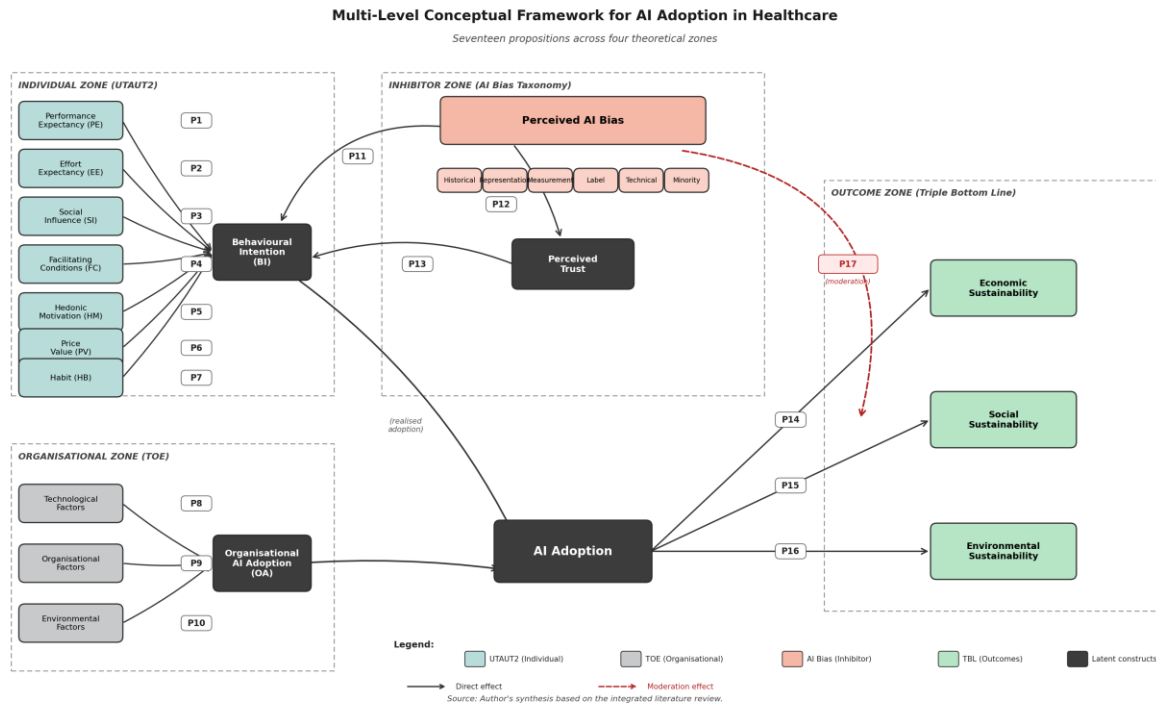 Multi-Level Conceptual Framework for AI Adoption in Healthcare
Seventeen propositions across four theoretical zones
INDIVIDUAL ZONE (UTAUT2)
Performance
Expectancy (PE)
P1
Effort
Expectancy (EE)
P2
Social
Influence (SI)
P3
Facilitating
Conditions (FC)
P4
Hedonic
Motivation (HM)
P5
Price
Value (PV)
P6
Habit (HB)
P7
Behavioural
Intention
(BI)
INHIBITOR ZONE (AI Bias Taxonomy)
Perceived AI Bias
P11
Historical
Representation
Measurement
Label
Technical
Minority
P12
Perceived
Trust
P13
(realised
adoption)
ORGANISATIONAL ZONE (TOE)
Technological
Factors
P8
Organisational
Factors
P9
Environmental
Factors
P10
Organisational
AI Adoption
(OA)
AI Adoption
OUTCOME ZONE (Triple Bottom Line)
P17
(moderation)
Economic
Sustainability
P14
Social
Sustainability
P15
Environmental
Sustainability
P16
Legend:
UTAUT2 (Individual)
TOE (Organisational)
AI Bias (Inhibitor)
TBL (Outcomes)
Latent constructs
Direct effect
Moderation effect
Source: Author's synthesis based on the integrated literature review.